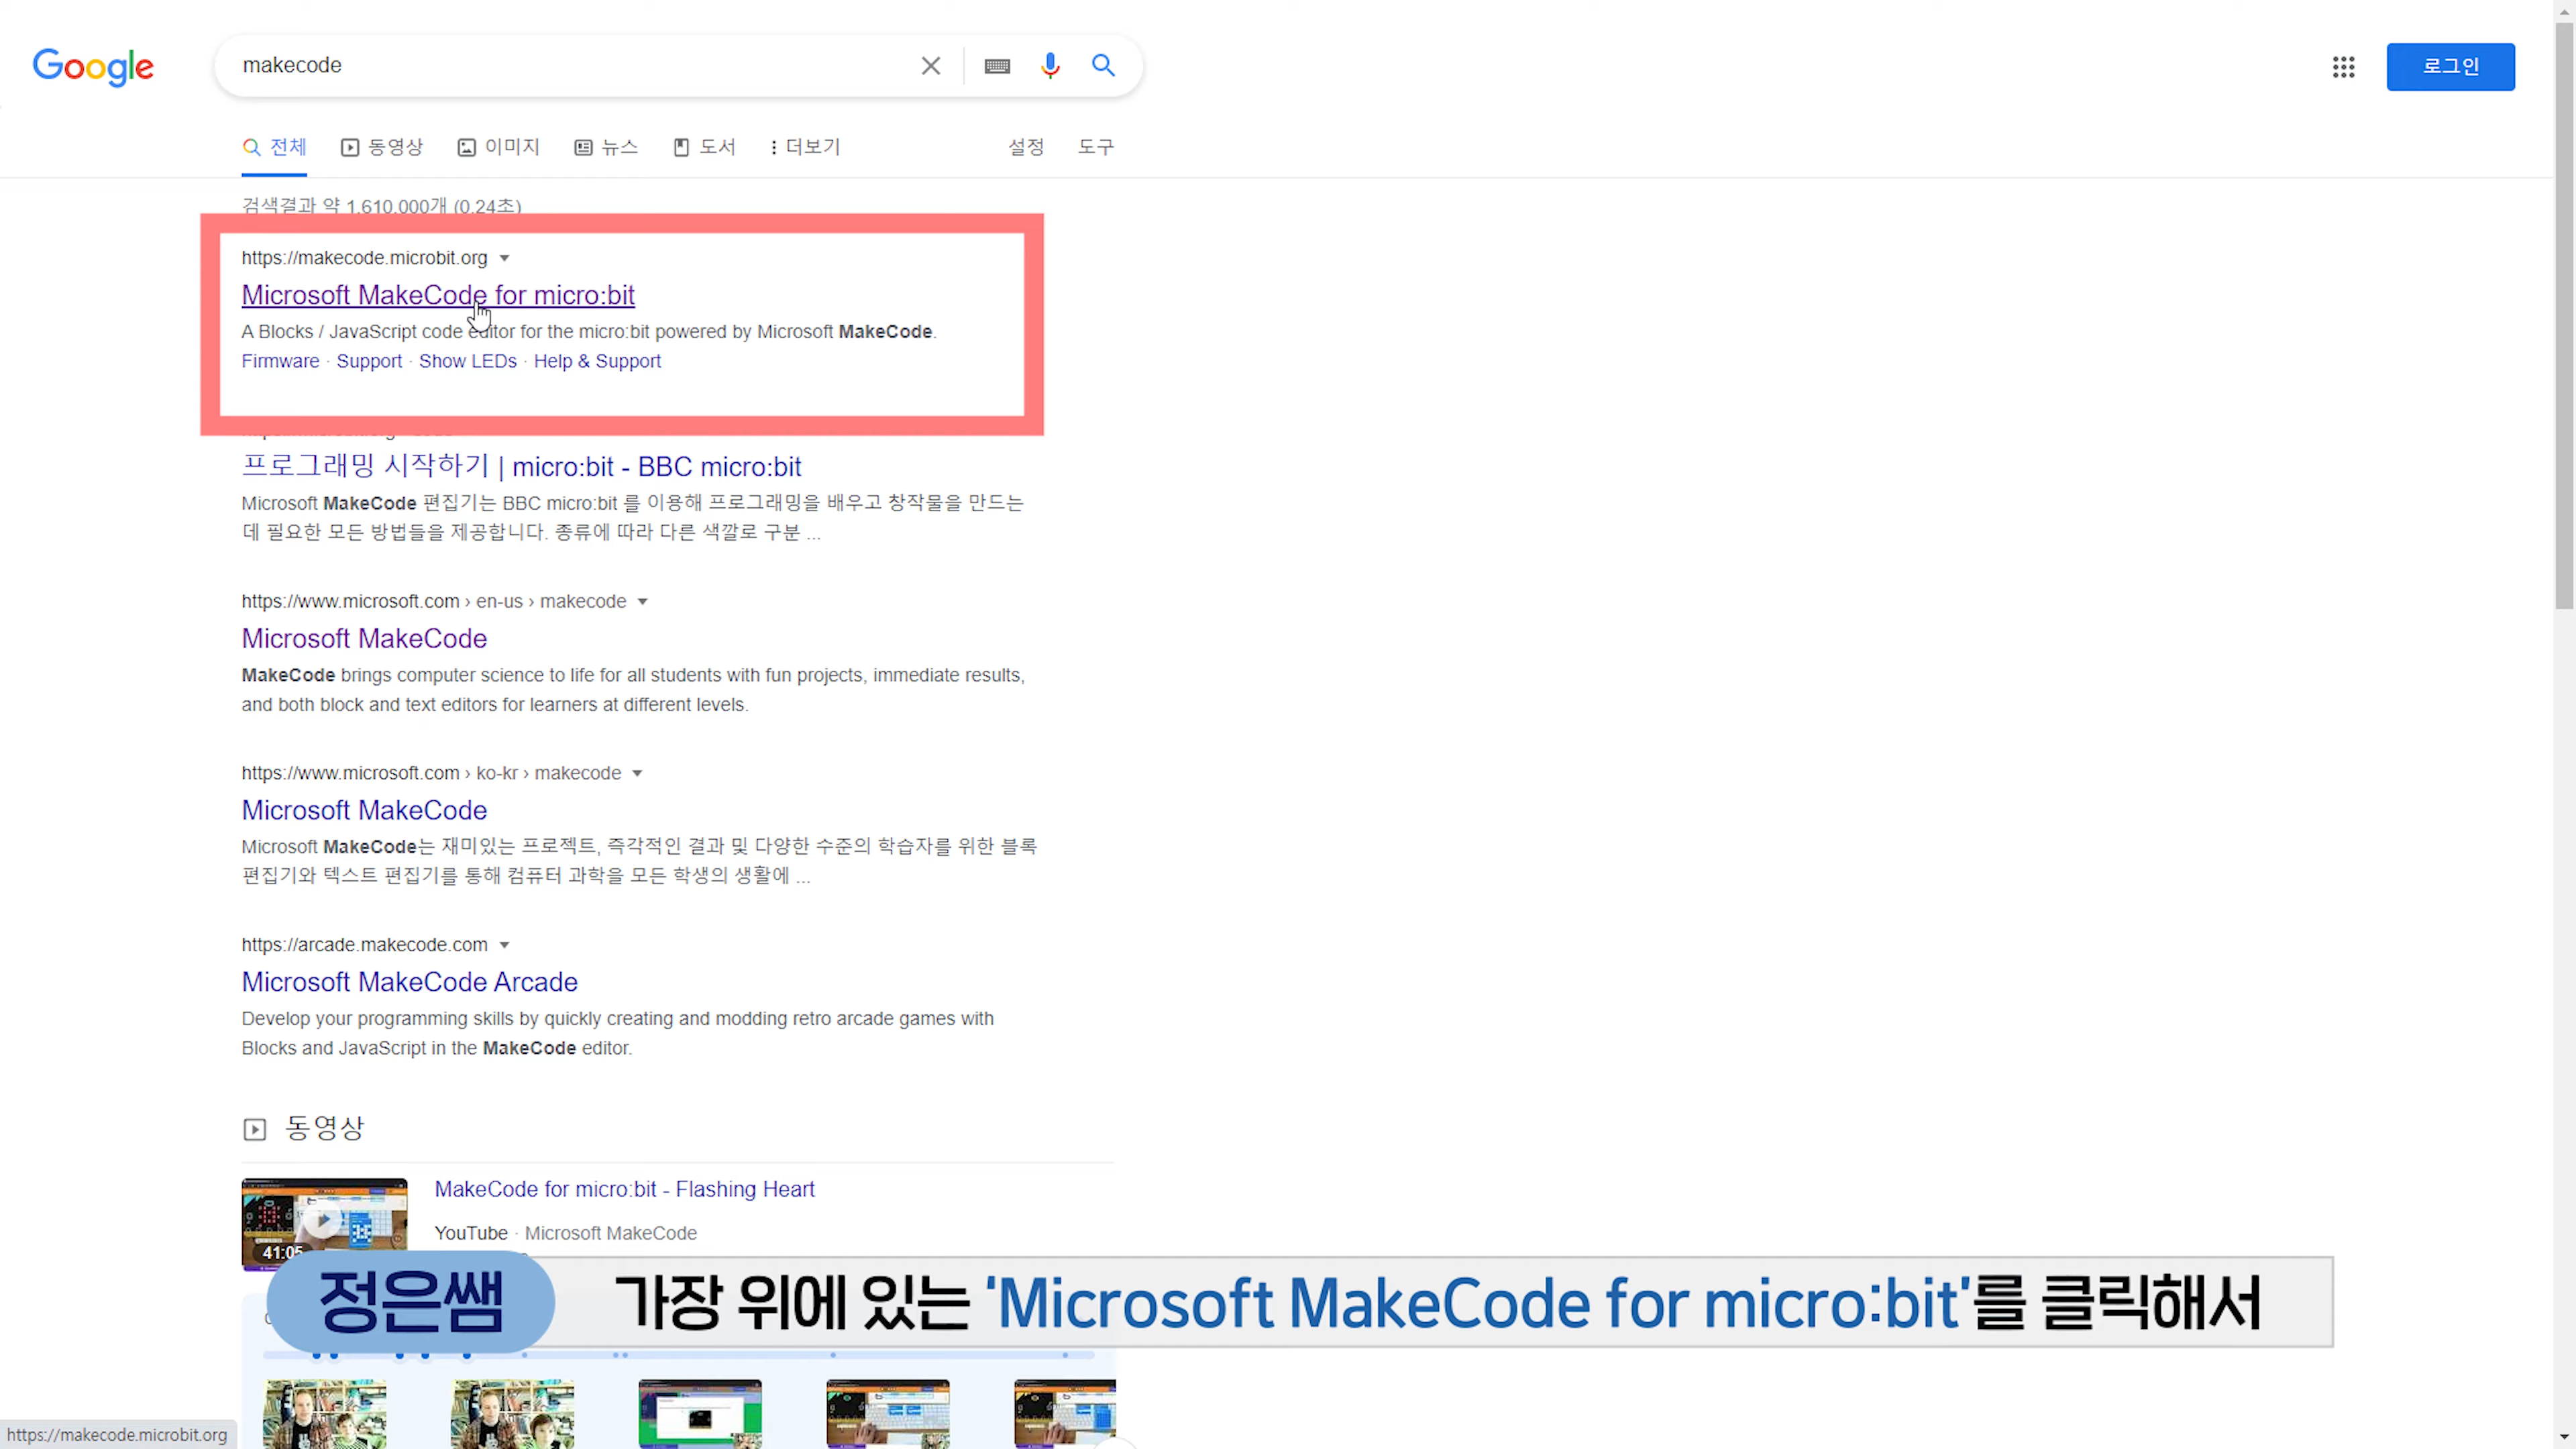 Google
makecode
로그인
전체 동영상 이미지 뉴스 도서 더보기 설정 도구
검색결과 약 1,610,000개 (0.24초)
https://makecode.microbit.org
Microsoft MakeCode for micro:bit
A Blocks / JavaScript code editor for the micro:bit powered by Microsoft MakeCode.
Firmware · Support · Show LEDs · Help & Support
프로그래밍 시작하기 | micro:bit - BBC micro:bit
Microsoft MakeCode 편집기는 BBC micro:bit 를 이용해 프로그래밍을 배우고 창작물을 만드는
데 필요한 모든 방법들을 제공합니다. 종류에 따라 다른 색깔로 구분 ...
https://www.microsoft.com › en-us › makecode
Microsoft MakeCode
MakeCode brings computer science to life for all students with fun projects, immediate results,
and both block and text editors for learners at different levels.
https://www.microsoft.com › ko-kr › makecode
Microsoft MakeCode
Microsoft MakeCode는 재미있는 프로젝트, 즉각적인 결과 및 다양한 수준의 학습자를 위한 블록
편집기와 텍스트 편집기를 통해 컴퓨터 과학을 모든 학생의 생활에 ...
https://arcade.makecode.com
Microsoft MakeCode Arcade
Develop your programming skills by quickly creating and modding retro arcade games with
Blocks and JavaScript in the MakeCode editor.
동영상
MakeCode for micro:bit - Flashing Heart
YouTube · Microsoft MakeCode
41:05
정은쌤 가장 위에 있는 ‘Microsoft MakeCode for micro:bit’를 클릭해서
https://makecode.microbit.org